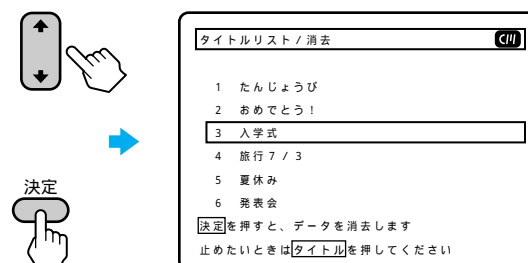 タイトルリスト/消去
1 たんじょうび
2 おめでとう!
3 入学式
4 旅行7/3
5 夏休み
6 発表会
決定を押すと、データを消去します
止めたいときはタイトルを押してください
決定